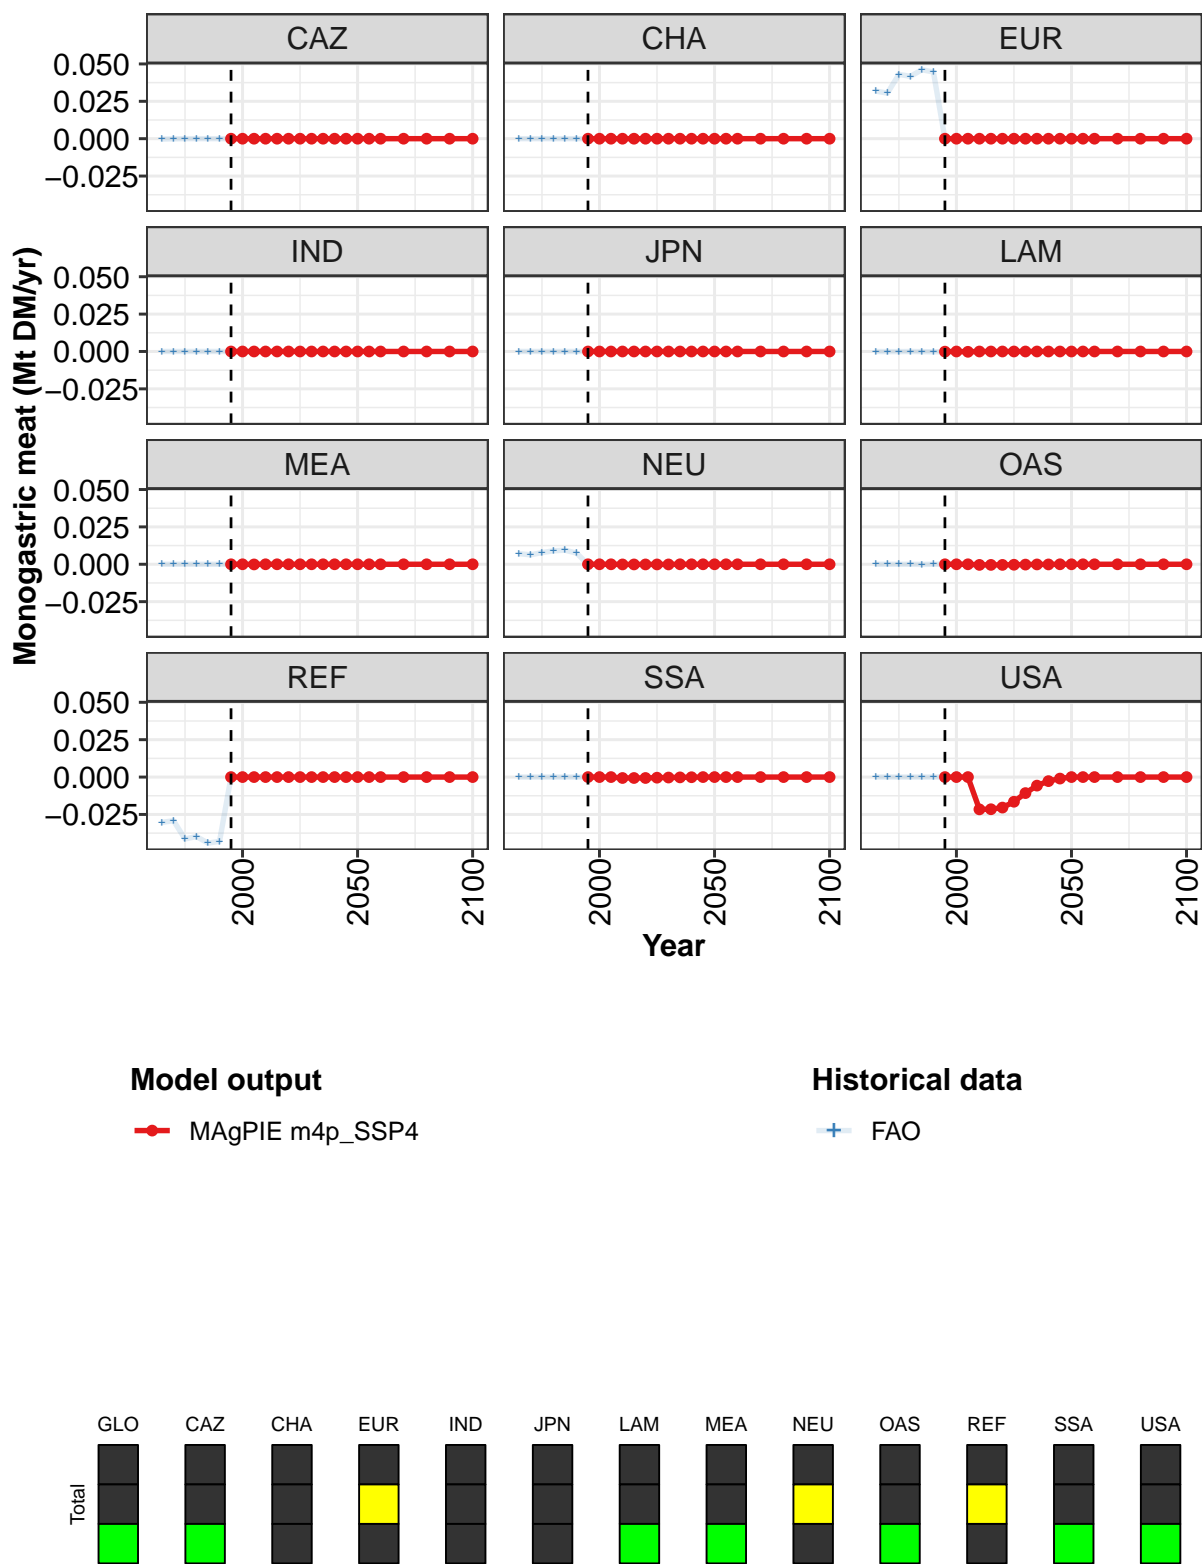 CAZ CHA EUR
0.050
0.025
0.000
−0.025
IND JPN LAM
0.050
0.025
0.000
−0.025
MEA NEU OAS
0.050
0.025
0.000
−0.025
REF SSA USA
0.050
0.025
0.000
−0.025
Monogastric meat (Mt DM/yr)
2000 2050 2100 2000 2050 2100 2000 2050 2100
Year
Model output
MAgPIE m4p_SSP4
Historical data
FAO
GLO CAZ CHA EUR IND JPN LAM MEA NEU OAS REF SSA USA
Total